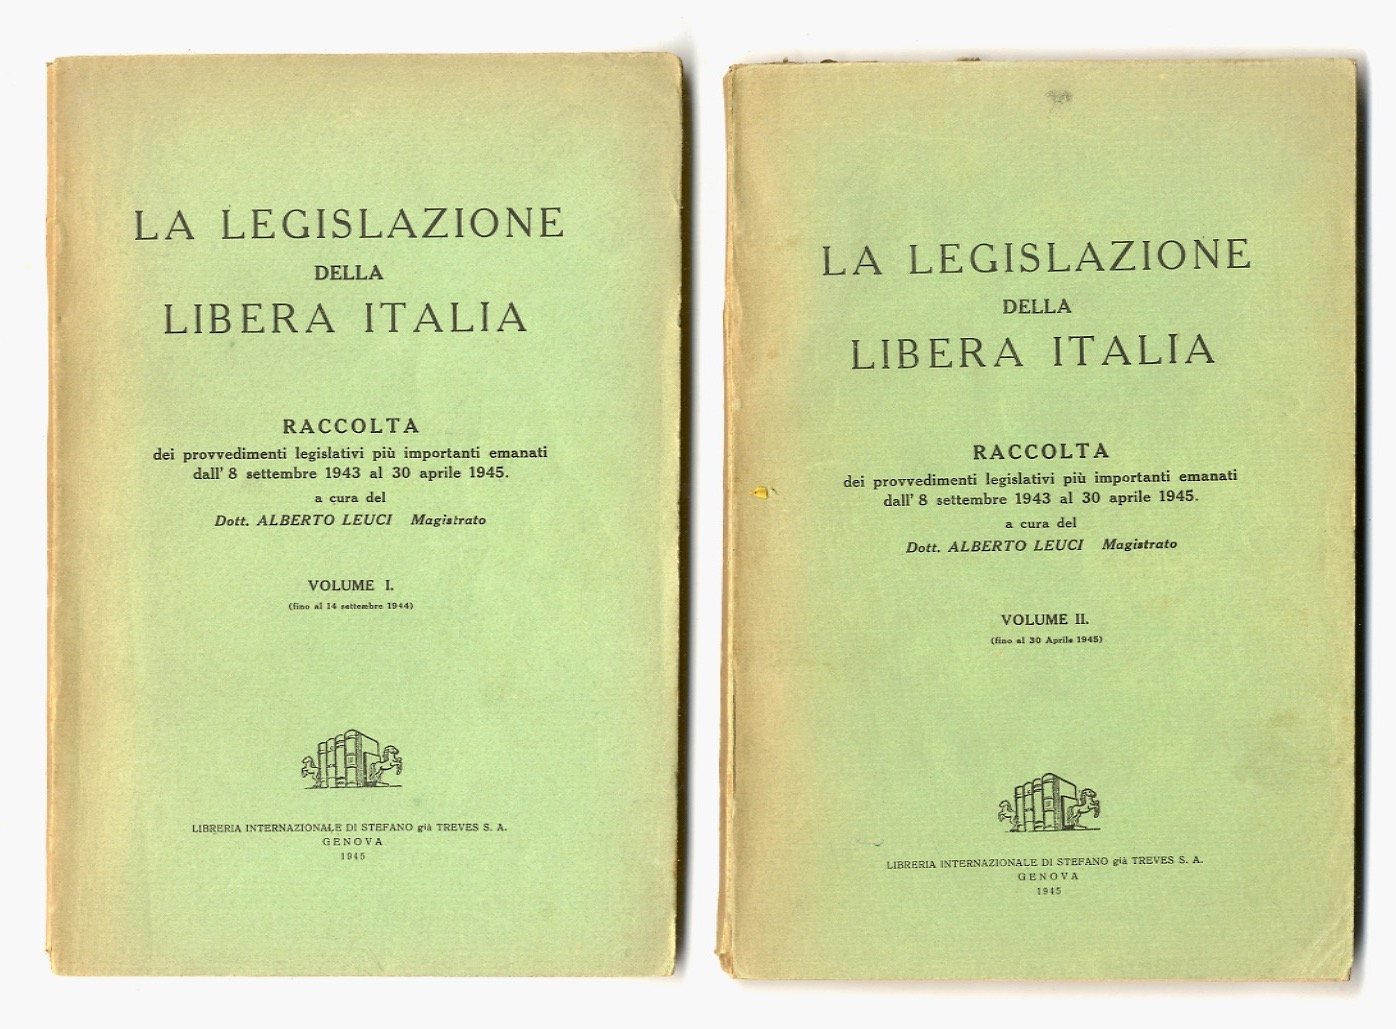 LA LEGISLAZIONE
DELLA
LIBERA ITALIA
RACCOLTA
dei provvedimenti legislativi più importanti emanati
dall' 8 settembre 1943 al 30 aprile 1945.
a cura del
Dott. ALBERTO LEUCI Magistrato
VOLUME I.
(fino al 14 settembre 1944)
LIBRERIA INTERNAZIONALE DI STEFANO già TREVES S. A.
GENOVA
1945
LA LEGISLAZIONE
DELLA
LIBERA ITALIA
RACCOLTA
dei provvedimenti legislativi più importanti emanati
dall' 8 settembre 1943 al 30 aprile 1945.
a cura del
Dott. ALBERTO LEUCI Magistrato
VOLUME II.
(fino al 30 Aprile 1945)
LIBRERIA INTERNAZIONALE DI STEFANO già TREVES S. A.
GENOVA
1945